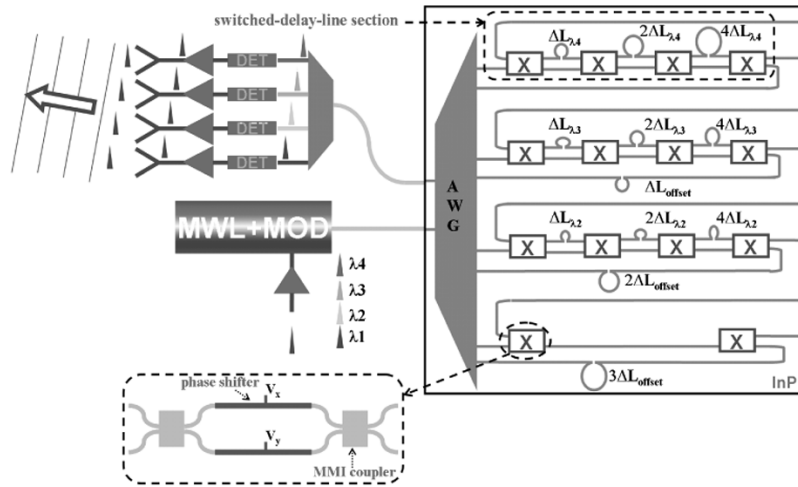 switched-delay-line section
ΔLλ4 2ΔLλ4 4ΔLλ4
X X X X
DET
DET
DET
DET
ΔLλ3 2ΔLλ3 4ΔLλ3
X X X X
ΔLoffset
A
W
G
MWL+MOD
ΔLλ2 2ΔLλ2 4ΔLλ2
X X X X
2ΔLoffset
λ4
λ3
λ2
λ1
X X
3ΔLoffset
InP
phase shifter
Vx
Vy
MMI coupler